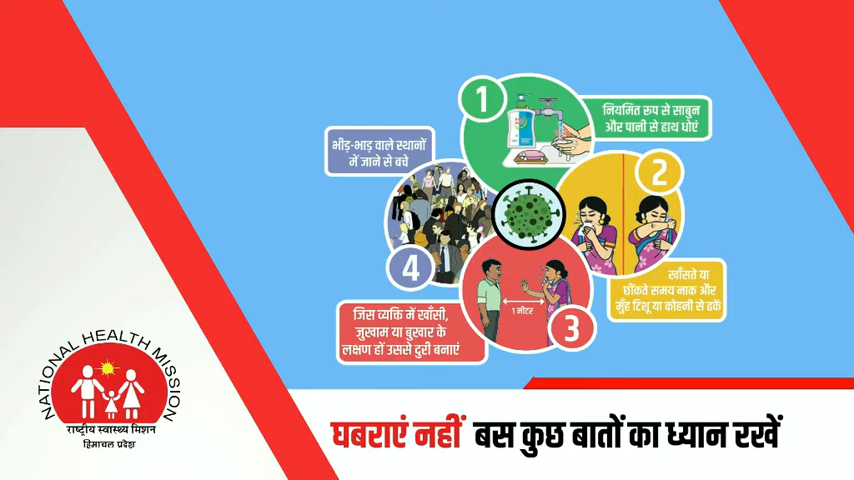 1
नियमित रूप से साबुन
और पानी से हाथ धोएं
2
खाँसते या
छींकते समय नाक और
मुँह टिशू या कोहनी से ढकें
3
1 मीटर
जिस व्यक्ति में खाँसी,
जुखाम या बुखार के
लक्षण हों उससे दुरी बनाएं
4
भीड़-भाड़ वाले स्थानों
में जाने से बचे
NATIONAL HEALTH MISSION
राष्ट्रीय स्वास्थ्य मिशन
हिमाचल प्रदेश
घबराएं नहीं बस कुछ बातों का ध्यान रखें